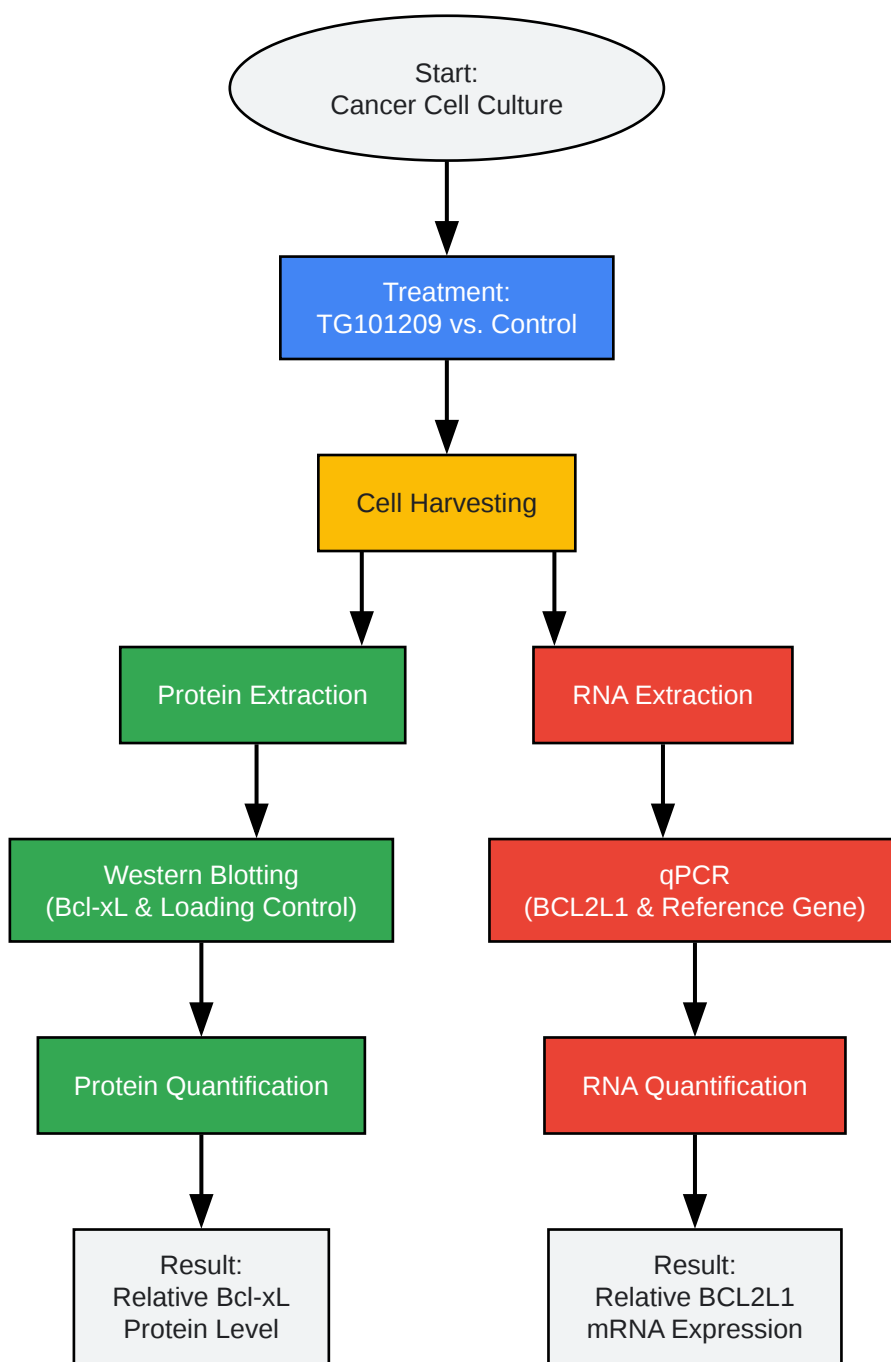 Start:
Cancer Cell Culture
Treatment:
TG101209 vs. Control
Cell Harvesting
Protein Extraction
RNA Extraction
Western Blotting
(Bcl-xL & Loading Control)
qPCR
(BCL2L1 & Reference Gene)
Protein Quantification
RNA Quantification
Result:
Relative Bcl-xL
Protein Level
Result:
Relative BCL2L1
mRNA Expression